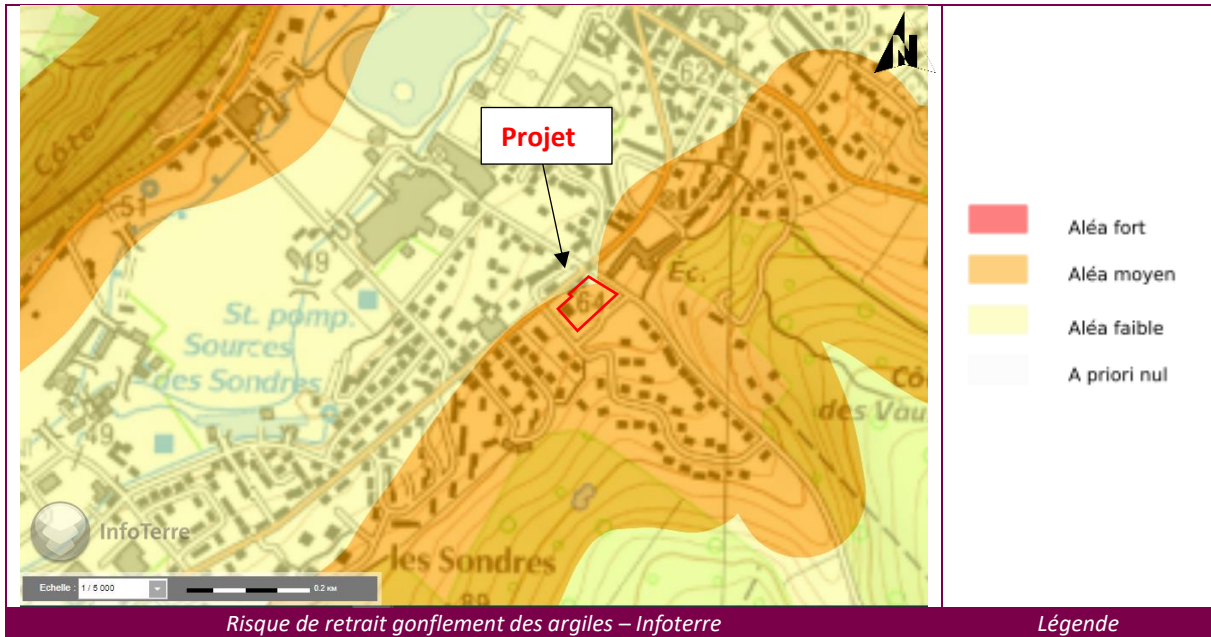 N
62
Projet
Côte
51
49
64
Éc.
St. pomp.
Sources
des Sondres
Cô
des Vau
49
InfoTerre
les Sondres
89
Echelle : 1 / 5 000
0.2 KM
Aléa fort
Aléa moyen
Aléa faible
A priori nul
Risque de retrait gonflement des argiles – Infoterre
Légende